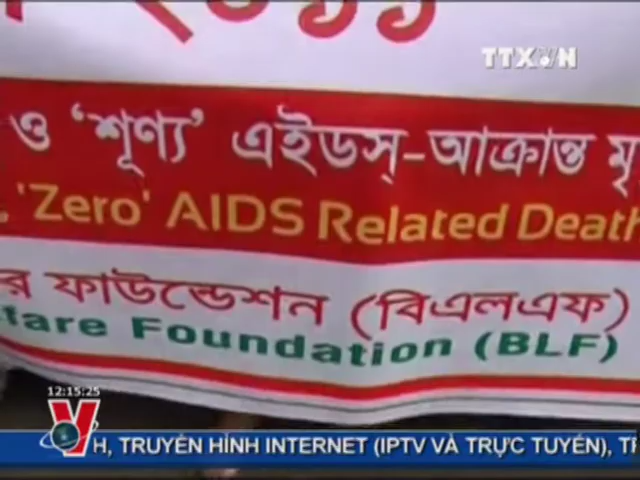 ২০১১
TTXVN
ও ‘শূণ্য’ এইডস্-আক্রান্ত মৃ
'Zero' AIDS Related Death
র ফাউন্ডেশন (বিএলএফ)
Foundation (BLF)
12:15:25
V
H, TRUYỀN HÌNH INTERNET (IPTV VÀ TRỰC TUYẾN), TR